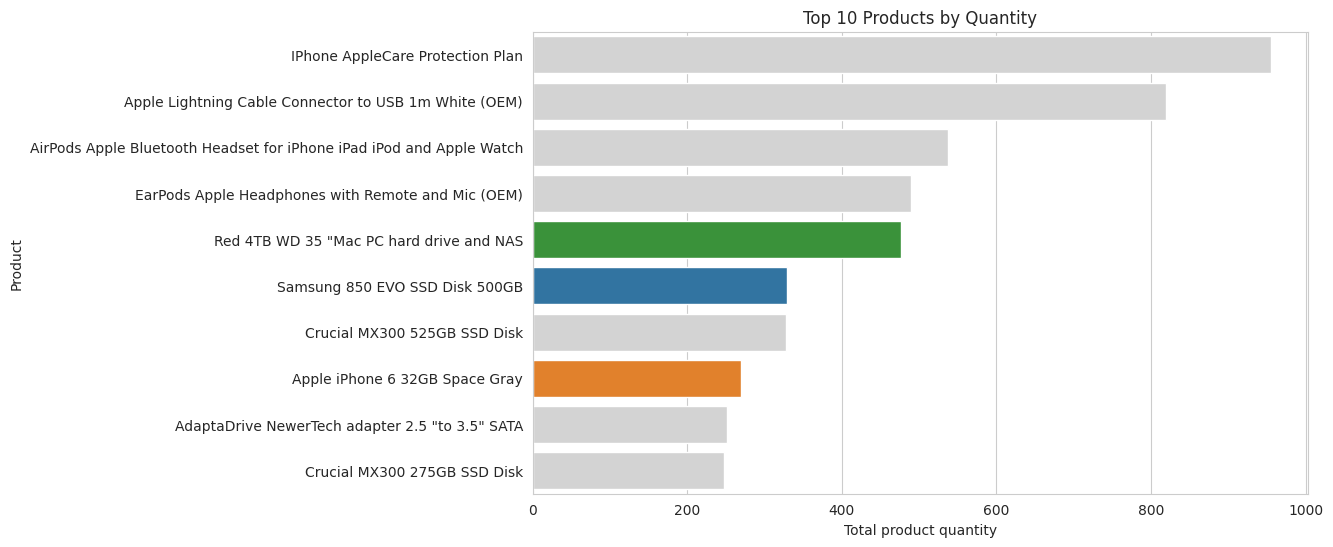 Top 10 Products by Quantity
Product
IPhone AppleCare Protection Plan
Apple Lightning Cable Connector to USB 1m White (OEM)
AirPods Apple Bluetooth Headset for iPhone iPad iPod and Apple Watch
EarPods Apple Headphones with Remote and Mic (OEM)
Red 4TB WD 35 "Mac PC hard drive and NAS
Samsung 850 EVO SSD Disk 500GB
Crucial MX300 525GB SSD Disk
Apple iPhone 6 32GB Space Gray
AdaptaDrive NewerTech adapter 2.5 "to 3.5" SATA
Crucial MX300 275GB SSD Disk
0 200 400 600 800 1000
Total product quantity